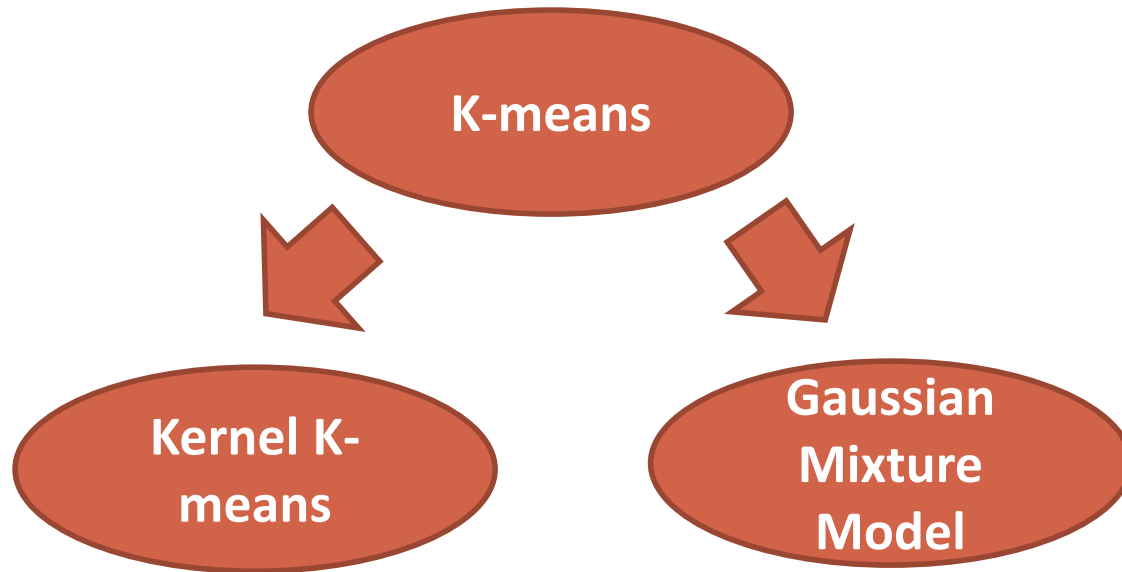 K-means
Kernel K-
means
Gaussian
Mixture
Model